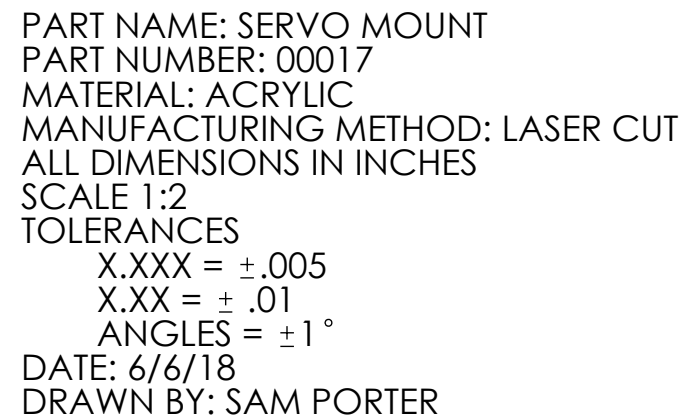 PART NAME: SERVO MOUNT
PART NUMBER: 00017
MATERIAL: ACRYLIC
MANUFACTURING METHOD: LASER CUT
ALL DIMENSIONS IN INCHES
SCALE 1:2
TOLERANCES
X.XXX = ±.005
X.XX = ± .01
ANGLES = ±1°
DATE: 6/6/18
DRAWN BY: SAM PORTER